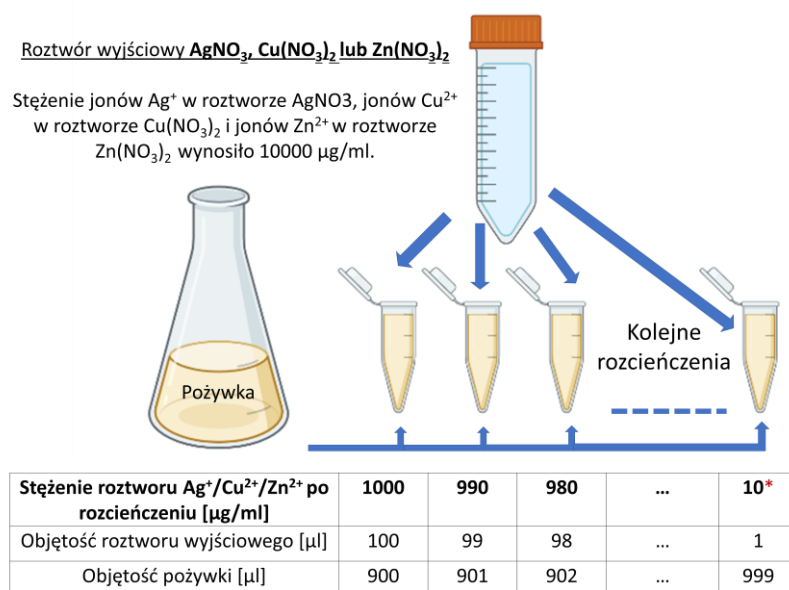 Roztwór wyjściowy AgNO₃, Cu(NO₃)₂ lub Zn(NO₃)₂
Stężenie jonów Ag⁺ w roztworze AgNO3, jonów Cu²⁺
w roztworze Cu(NO₃)₂ i jonów Zn²⁺ w roztworze
Zn(NO₃)₂ wynosiło 10000 µg/ml.
Pożywka
Kolejne
rozcieńczenia
Stężenie roztworu Ag⁺/Cu²⁺/Zn²⁺ po
rozcieńczeniu [µg/ml] 1000 990 980 ... 10*
Objętość roztworu wyjściowego [µl] 100 99 98 ... 1
Objętość pożywki [µl] 900 901 902 ... 999